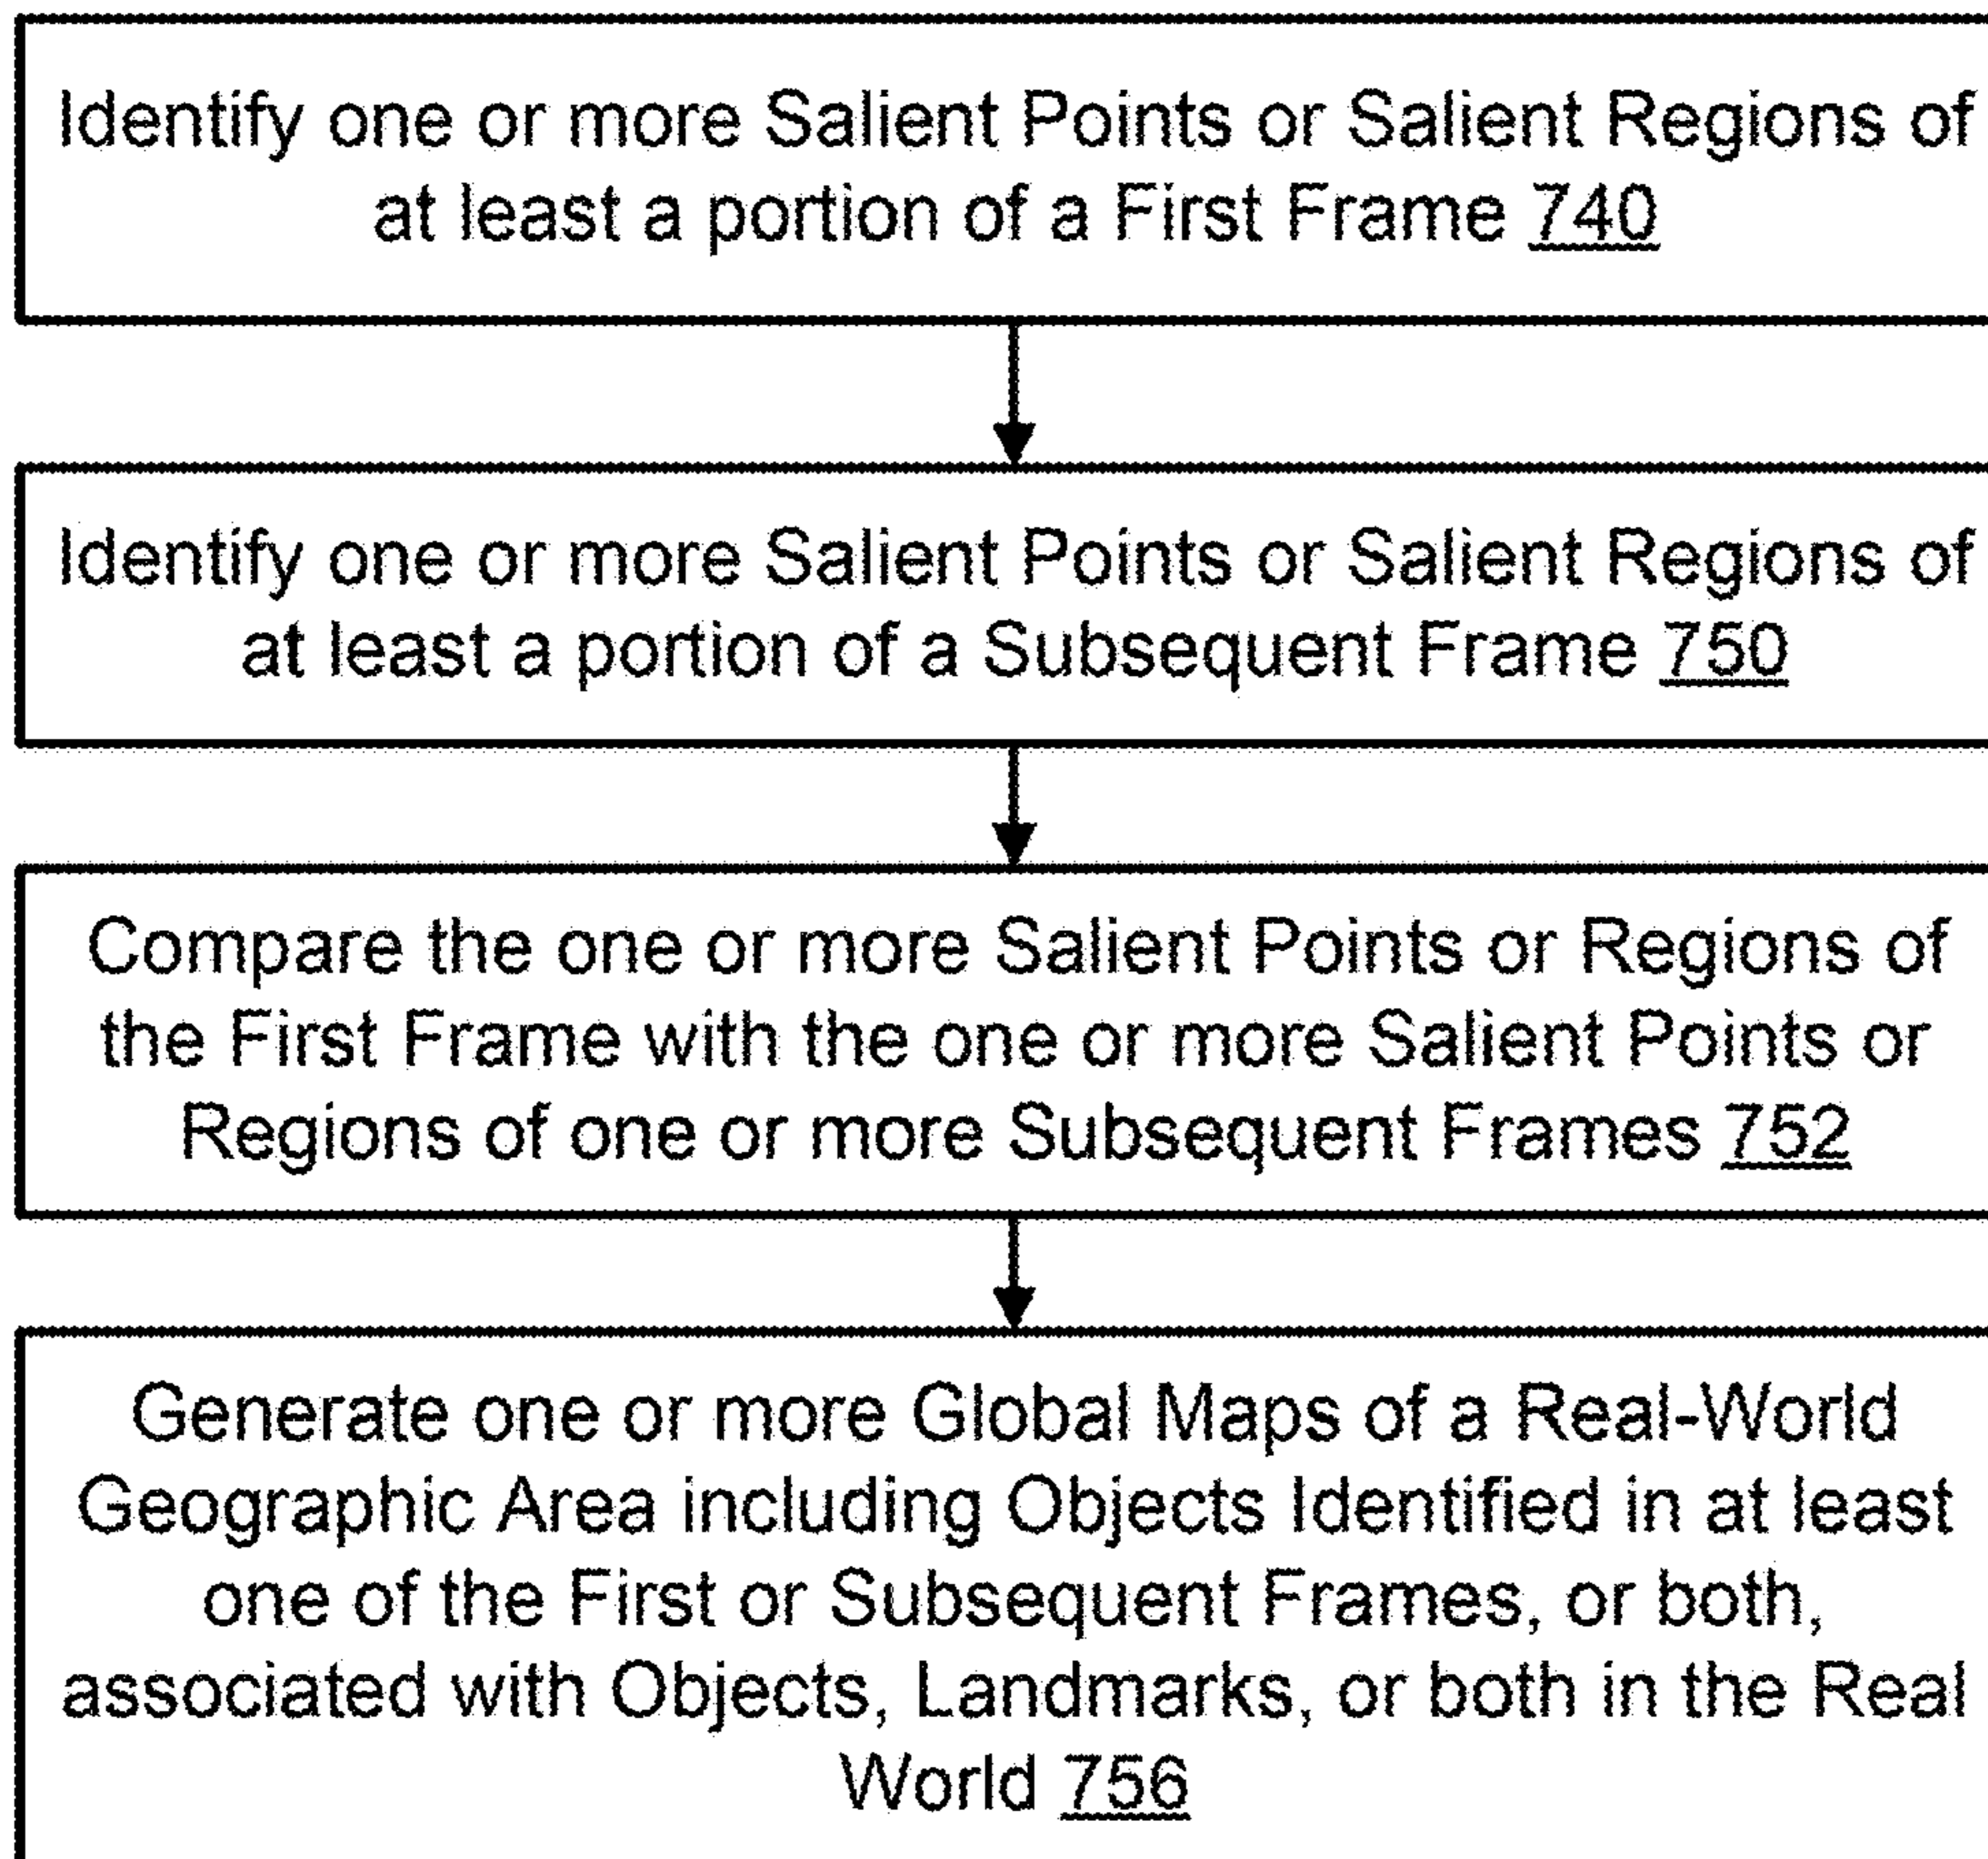 Identify one or more Salient Points or Salient Regions of
at least a portion of a First Frame 740
Identify one or more Salient Points or Salient Regions of
at least a portion of a Subsequent Frame 750
Compare the one or more Salient Points or Regions of
the First Frame with the one or more Salient Points or
Regions of one or more Subsequent Frames 752
Generate one or more Global Maps of a Real-World
Geographic Area including Objects Identified in at least
one of the First or Subsequent Frames, or both,
associated with Objects, Landmarks, or both in the Real
World 756